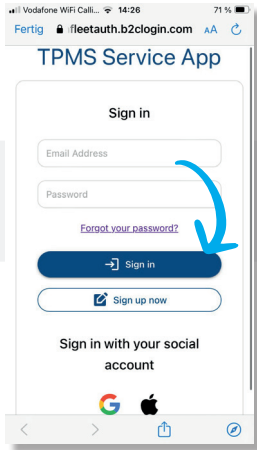 Vodafone WiFi Calli... 14:26 71 %
Fertig fleetauth.b2clogin.com AA
TPMS Service App
Sign in
Email Address
Password
Forgot your password?
Sign in
Sign up now
Sign in with your social
account